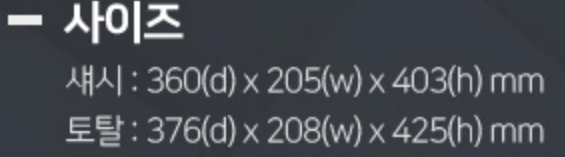 사이즈
섀시 : 360(d) x 205(w) x 403(h) mm
토탈 : 376(d) x 208(w) x 425(h) mm